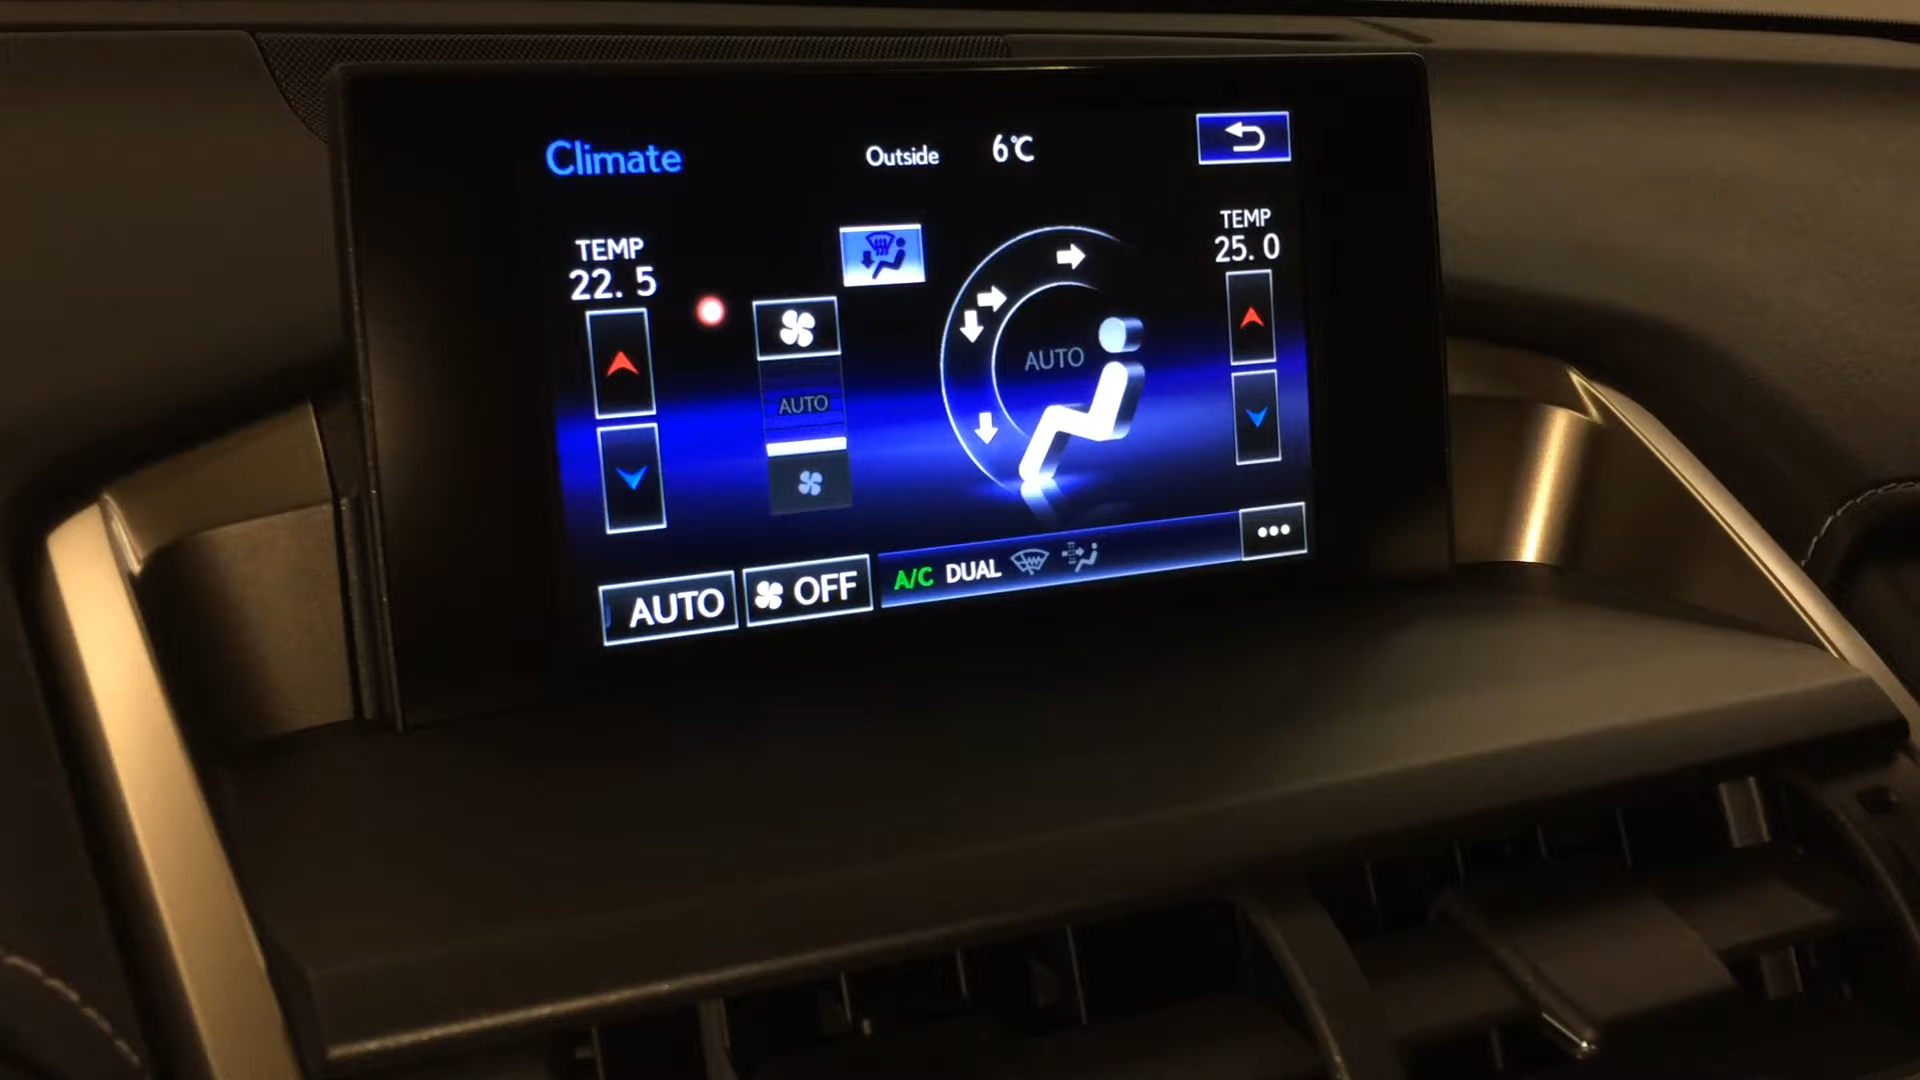 Climate
Outside 6℃
TEMP
22. 5
TEMP
25. 0
AUTO
AUTO
AUTO
OFF
A/C DUAL